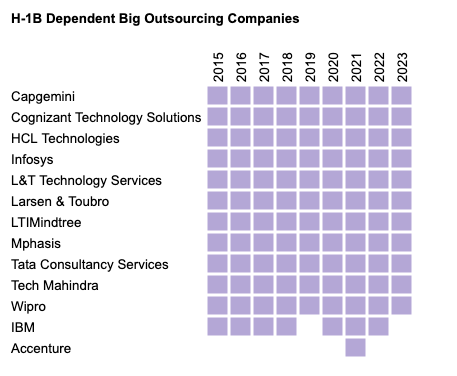 H-1B Dependent Big Outsourcing Companies
2015 2016 2017 2018 2019 2020 2021 2022 2023
Capgemini
Cognizant Technology Solutions
HCL Technologies
Infosys
L&T Technology Services
Larsen & Toubro
LTIMindtree
Mphasis
Tata Consultancy Services
Tech Mahindra
Wipro
IBM
Accenture